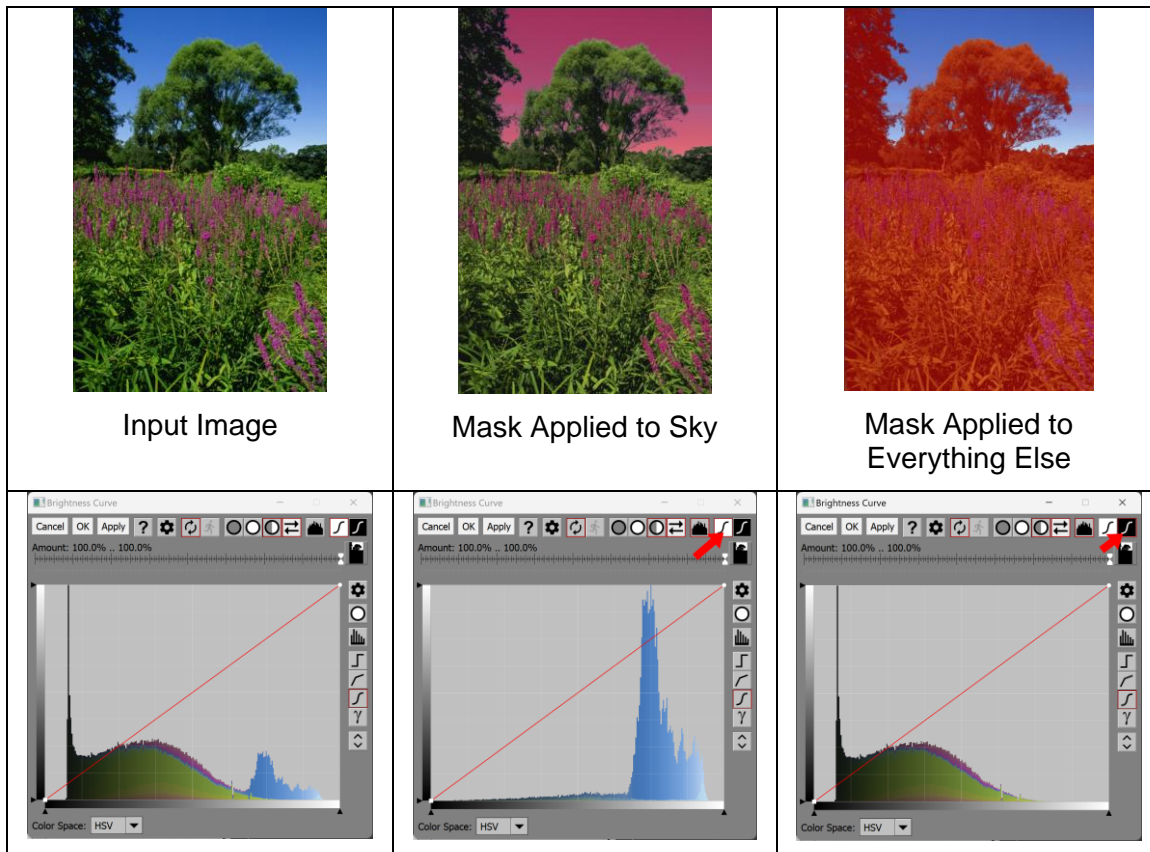 Input Image
Mask Applied to Sky
Mask Applied to
Everything Else
Brightness Curve
Cancel OK Apply ?
Amount: 100.0% .. 100.0%
γ
Color Space: HSV
Brightness Curve
Cancel OK Apply ?
Amount: 100.0% .. 100.0%
γ
Color Space: HSV
Brightness Curve
Cancel OK Apply ?
Amount: 100.0% .. 100.0%
γ
Color Space: HSV